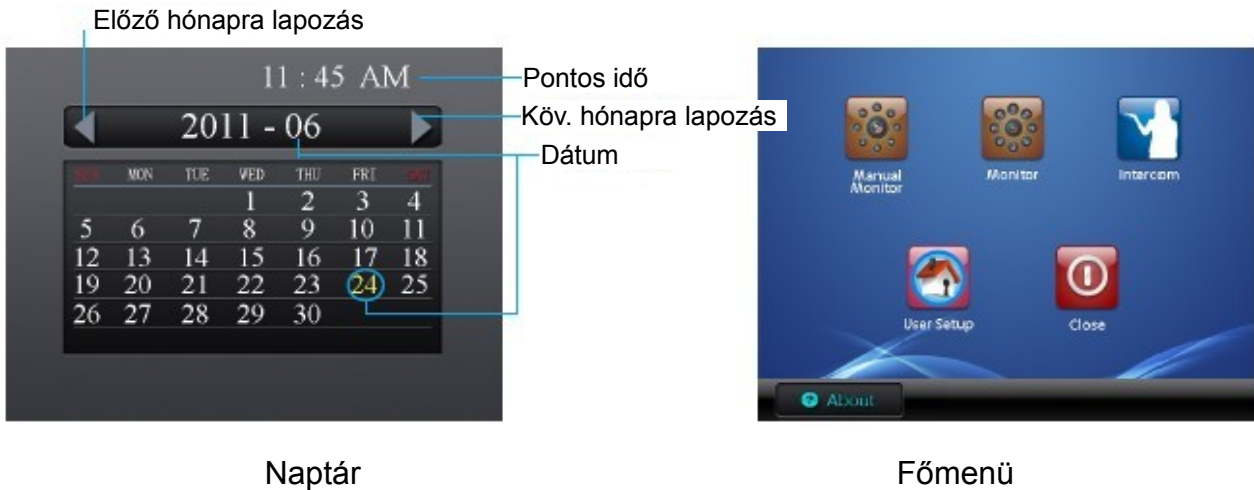 Előző hónapra lapozás
11 : 45 AM
Pontos idő
2011 - 06
Köv. hónapra lapozás
Dátum
SUN MON TUE WED THU FRI SAT
1 2 3 4
5 6 7 8 9 10 11
12 13 14 15 16 17 18
19 20 21 22 23 24 25
26 27 28 29 30
Naptár
Manual
Monitor
Monitor
Intercom
User Setup
Close
? About
Főmenü